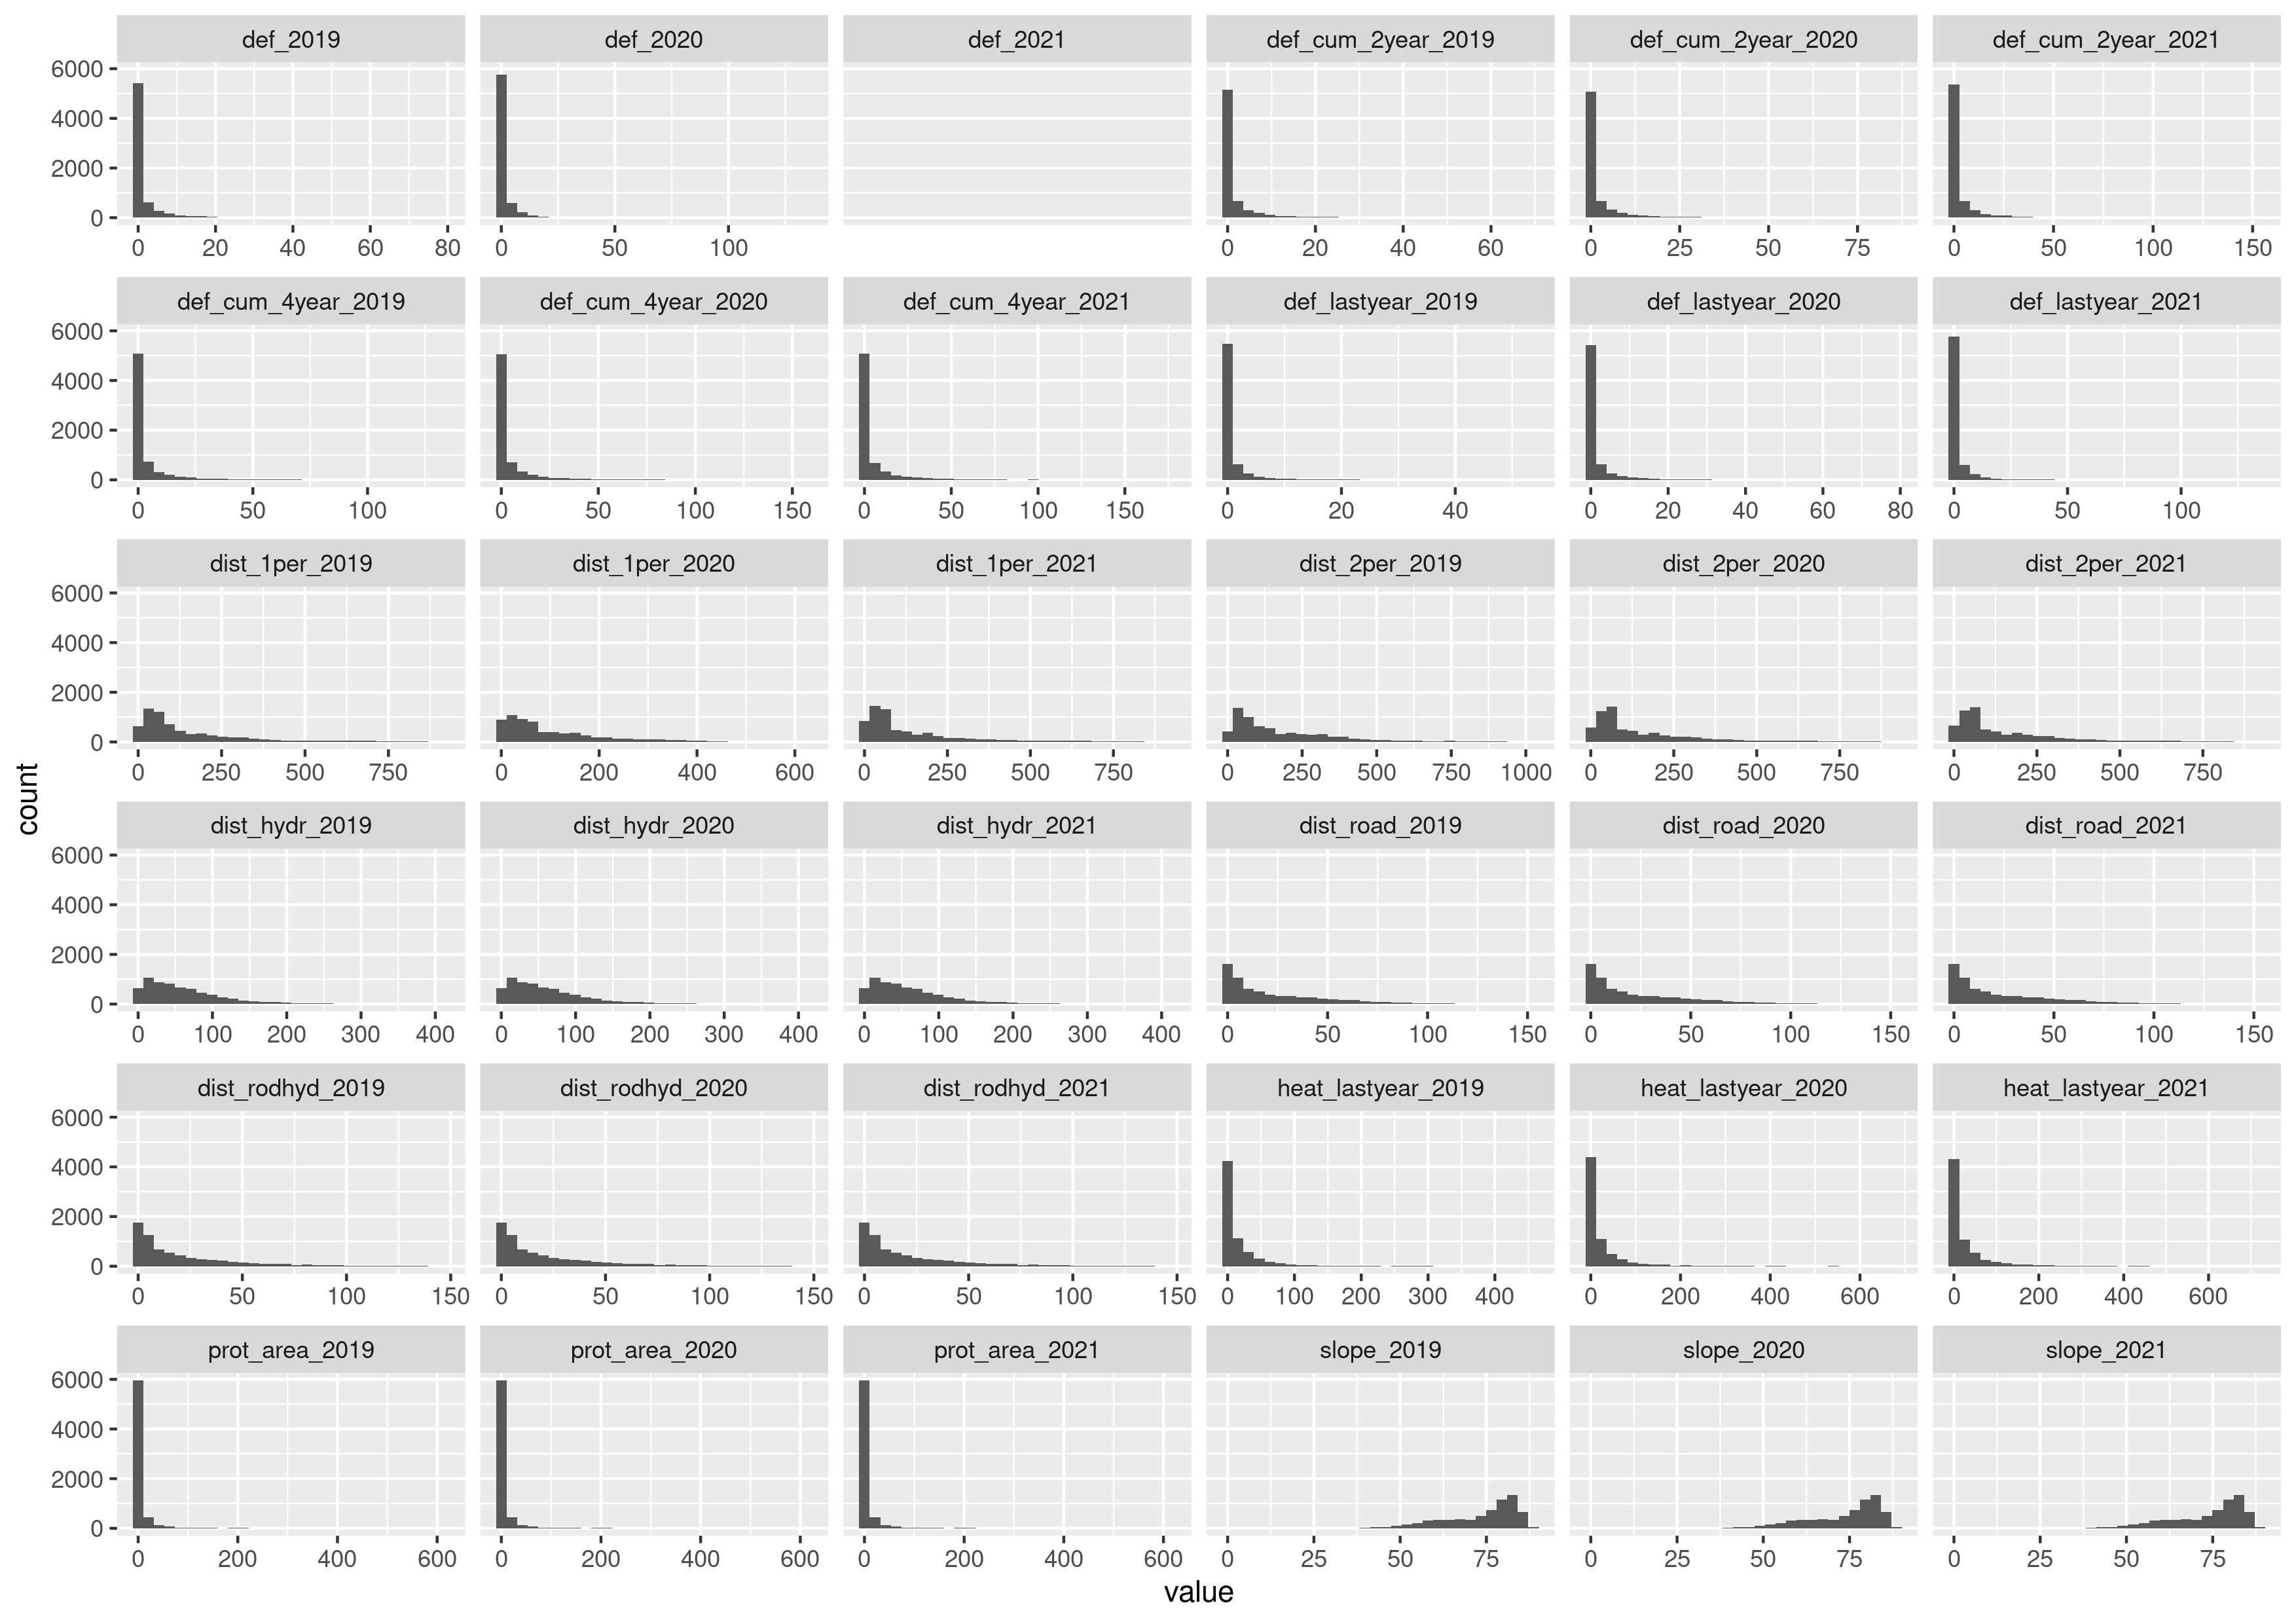 def_2019 def_2020 def_2021 def_cum_2year_2019 def_cum_2year_2020 def_cum_2year_2021
6000
4000
2000
0
0 20 40 60 80 0 50 100 0 20 40 60 0 25 50 75 0 50 100 150
def_cum_4year_2019 def_cum_4year_2020 def_cum_4year_2021 def_lastyear_2019 def_lastyear_2020 def_lastyear_2021
6000
4000
2000
0
0 50 100 0 50 100 150 0 50 100 150 0 20 40 0 20 40 60 80 0 50 100
dist_1per_2019 dist_1per_2020 dist_1per_2021 dist_2per_2019 dist_2per_2020 dist_2per_2021
6000
4000
2000
0
0 250 500 750 0 200 400 600 0 250 500 750 0 250 500 750 1000 0 250 500 750 0 250 500 750
count
dist_hydr_2019 dist_hydr_2020 dist_hydr_2021 dist_road_2019 dist_road_2020 dist_road_2021
6000
4000
2000
0
0 100 200 300 400 0 100 200 300 400 0 100 200 300 400 0 50 100 150 0 50 100 150 0 50 100 150
dist_rodhyd_2019 dist_rodhyd_2020 dist_rodhyd_2021 heat_lastyear_2019 heat_lastyear_2020 heat_lastyear_2021
6000
4000
2000
0
0 50 100 150 0 50 100 150 0 50 100 150 0 100 200 300 400 0 200 400 600 0 200 400 600
prot_area_2019 prot_area_2020 prot_area_2021 slope_2019 slope_2020 slope_2021
6000
4000
2000
0
0 200 400 600 0 200 400 600 0 200 400 600 0 25 50 75 0 25 50 75 0 25 50 75
value